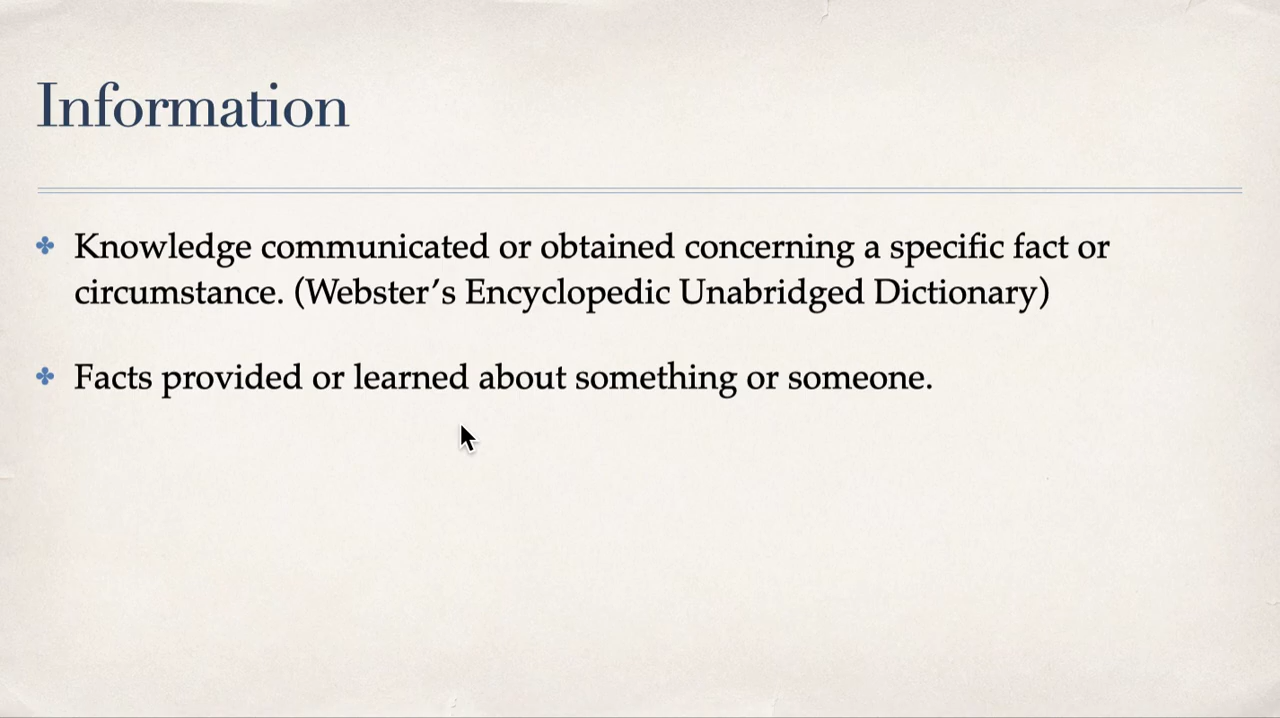 Information
Knowledge communicated or obtained concerning a specific fact or
circumstance. (Webster’s Encyclopedic Unabridged Dictionary)
Facts provided or learned about something or someone.